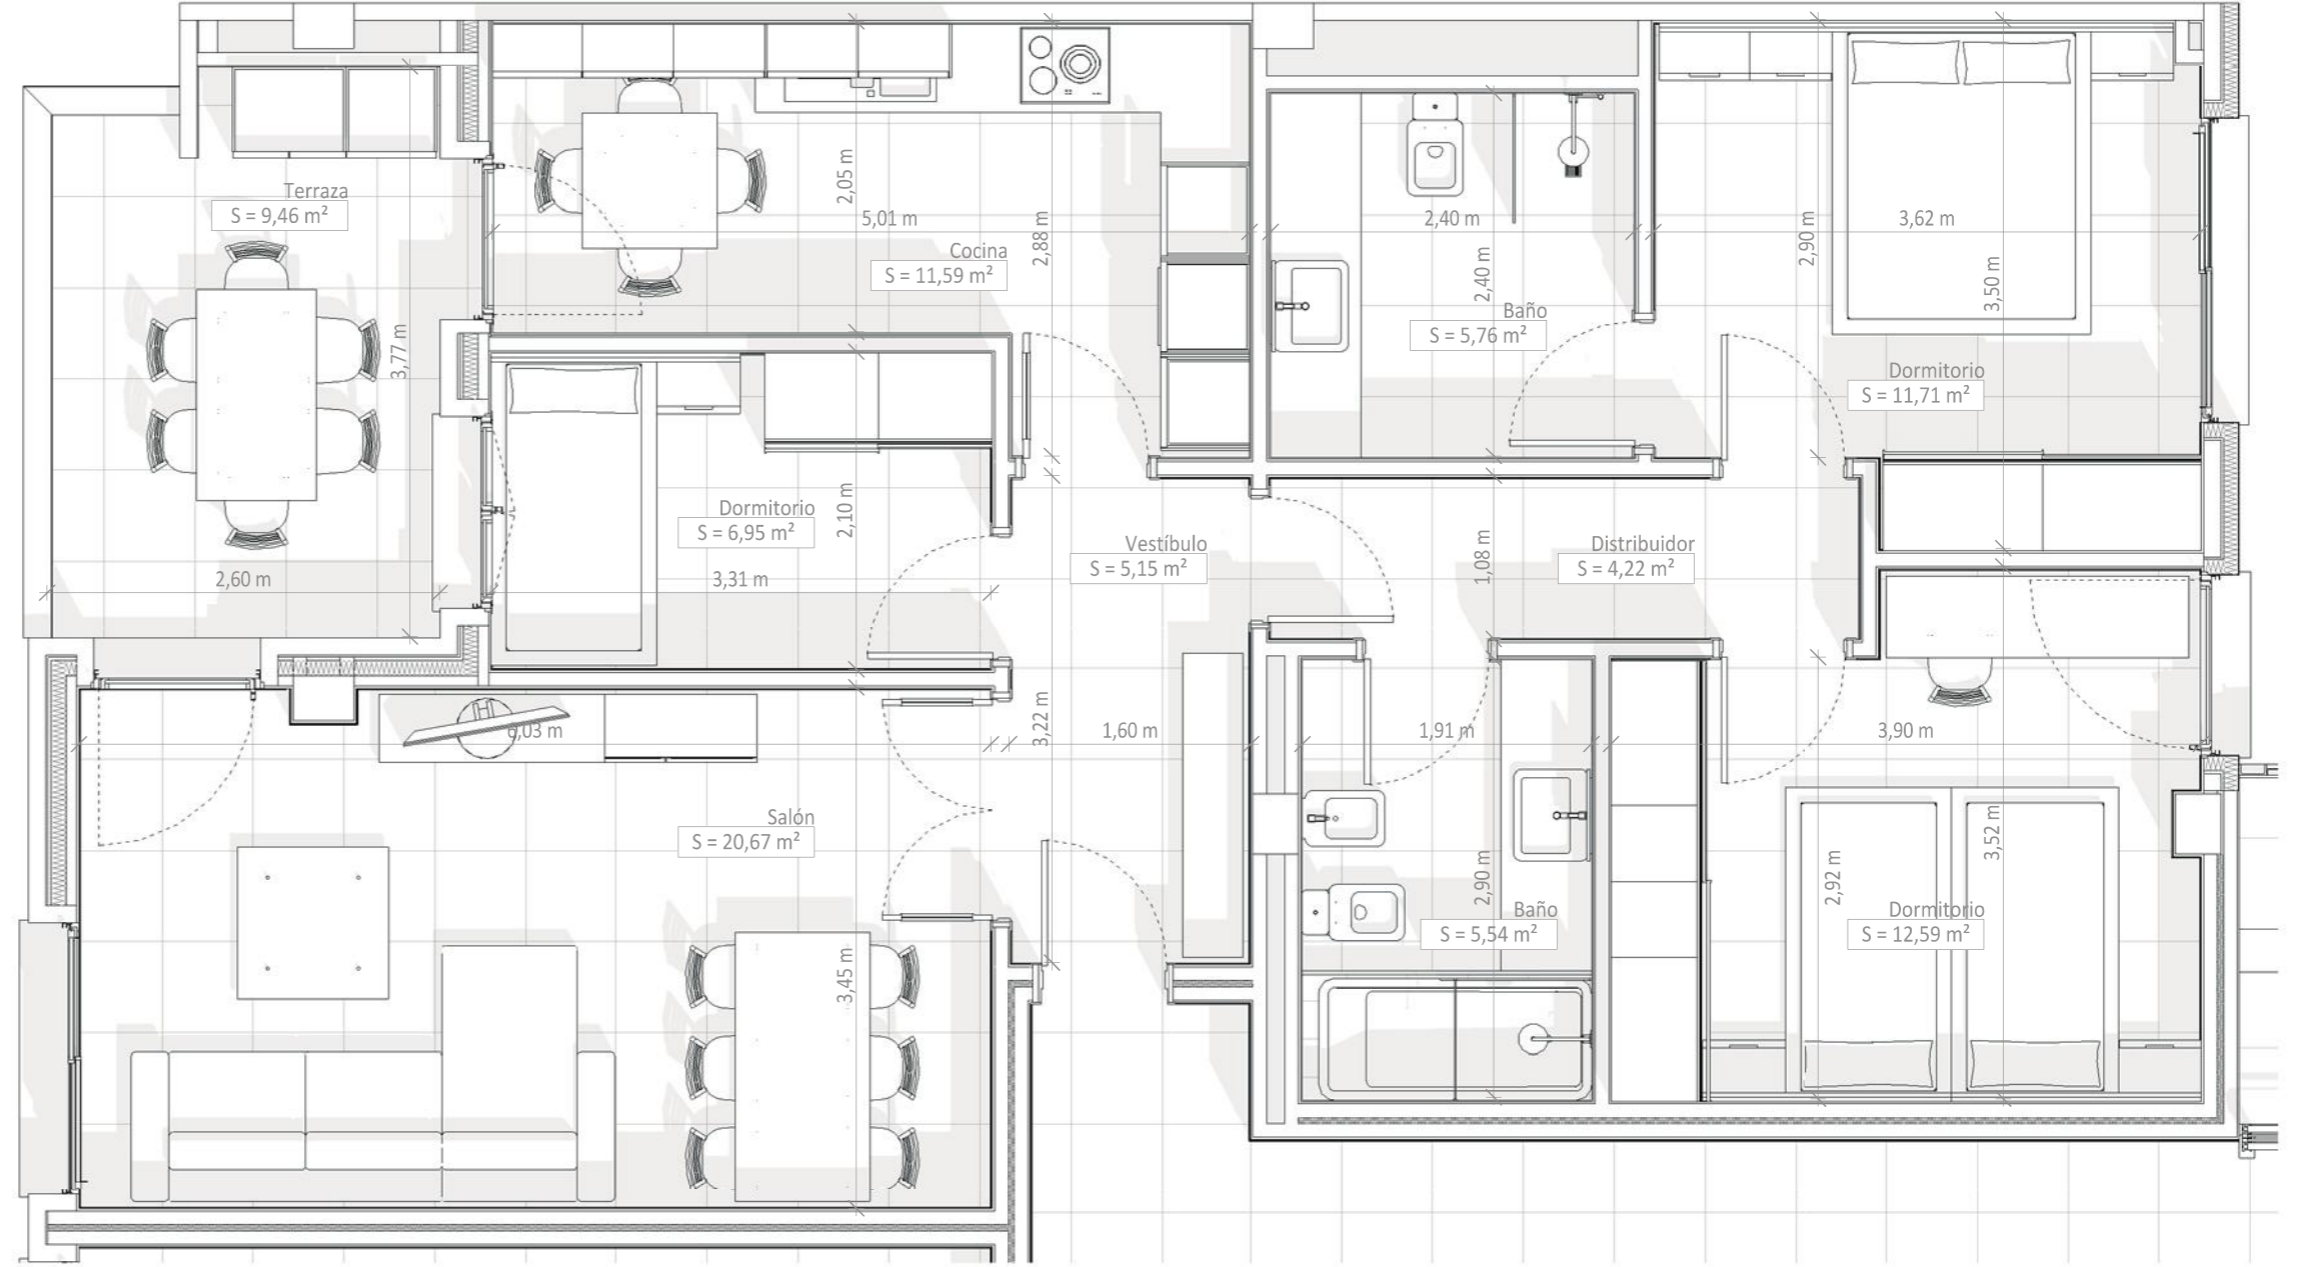 Terraza
S = 9,46 m²
3,77 m
2,60 m
2,05 m
5,01 m
2,88 m
Cocina
S = 11,59 m²
2,40 m
2,40 m
Baño
S = 5,76 m²
2,90 m
3,62 m
3,50 m
Dormitorio
S = 11,71 m²
Dormitorio
S = 6,95 m²
2,10 m
3,31 m
Vestíbulo
S = 5,15 m²
1,08 m
Distribuidor
S = 4,22 m²
6,03 m
3,22 m
1,60 m
1,91 m
3,90 m
Salón
S = 20,67 m²
3,45 m
2,90 m
Baño
S = 5,54 m²
2,92 m
3,52 m
Dormitorio
S = 12,59 m²